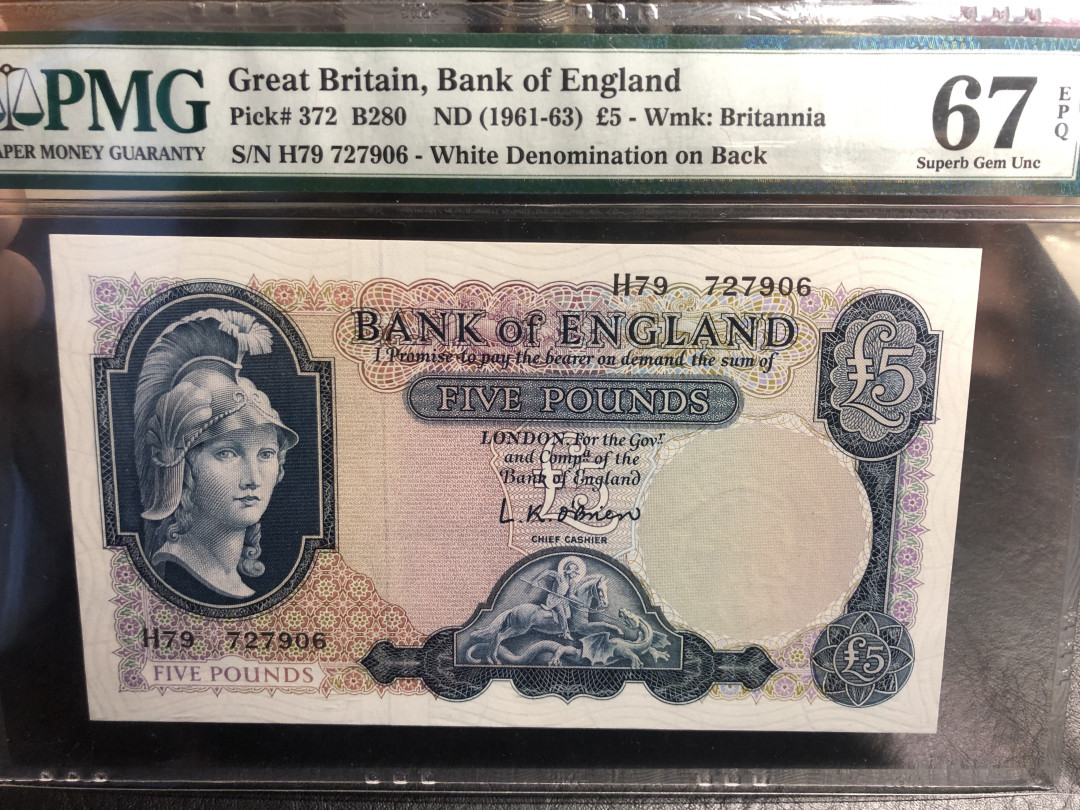 PMG
PAPER MONEY GUARANTY
Great Britain, Bank of England
Pick# 372 B280 ND (1961-63) £5 - Wmk: Britannia
S/N H79 727906 - White Denomination on Back
67
EPQ
Superb Gem Unc
H79 727906
BANK of ENGLAND
I Promise to pay the bearer on demand the sum of
FIVE POUNDS
£5
LONDON, For the Govr.
and Compa. of the
Bank of England
£5
L.K. O'Brien
CHIEF CASHIER
H79 727906
FIVE POUNDS
£5